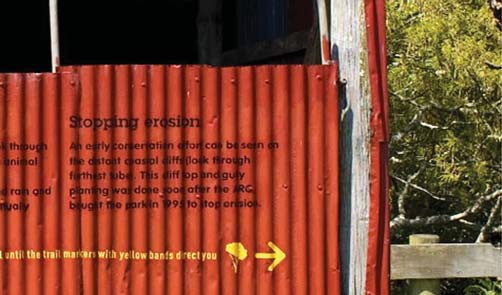 Stopping erosion
k through
animal
An early conservation effort can be seen on
the distant coastal cliffs (look through
furthest tube). This cliff top and gully
e rain and
planting was done soon after the ARC
nually
bought the park in 1995 to stop erosion.
l until the trail markers with yellow bands direct you